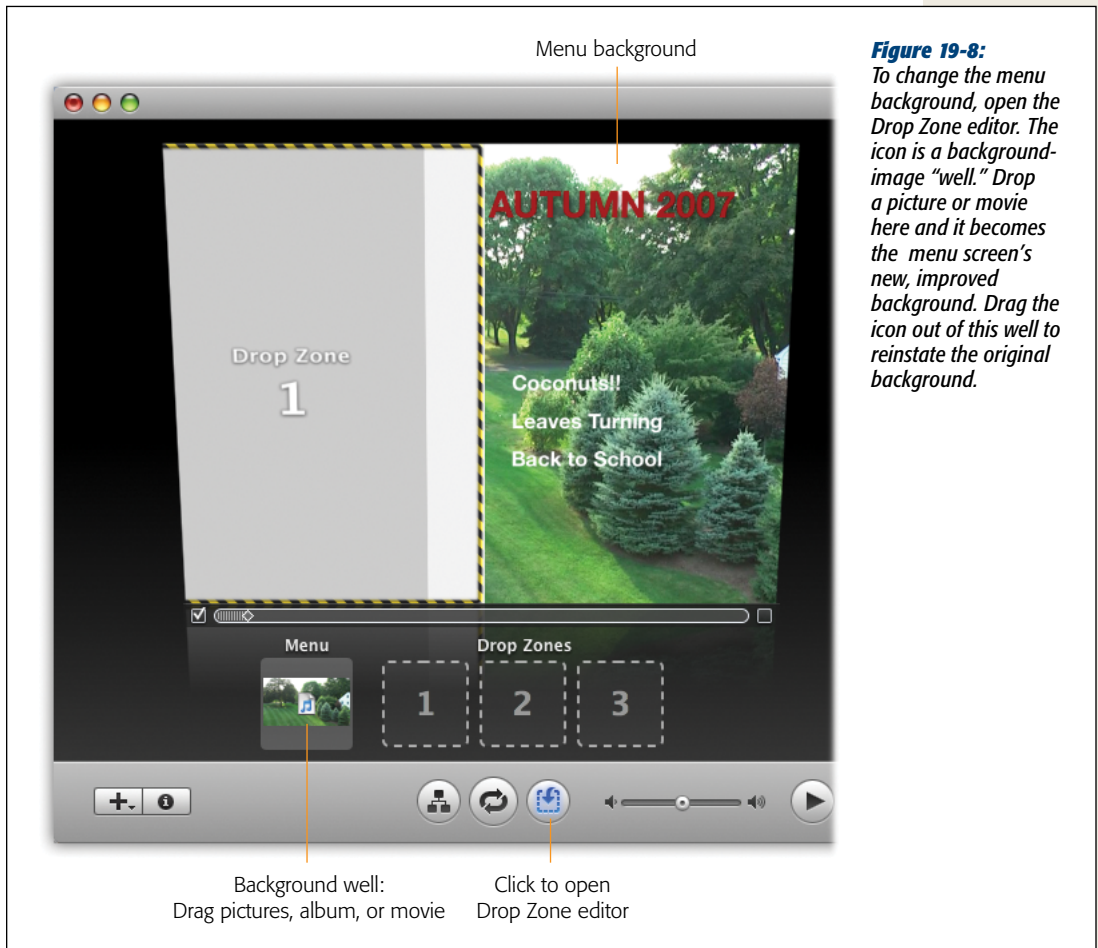 Menu background
AUTUMN 2007
Drop Zone
1
Coconuts!!
Leaves Turning
Back to School
Menu
Drop Zones
1
2
3
Background well:
Drag pictures, album, or movie
Click to open
Drop Zone editor
Figure 19-8:
To change the menu
background, open the
Drop Zone editor. The
icon is a background-
image “well.” Drop
a picture or movie
here and it becomes
the menu screen’s
new, improved
background. Drag the
icon out of this well to
reinstate the original
background.